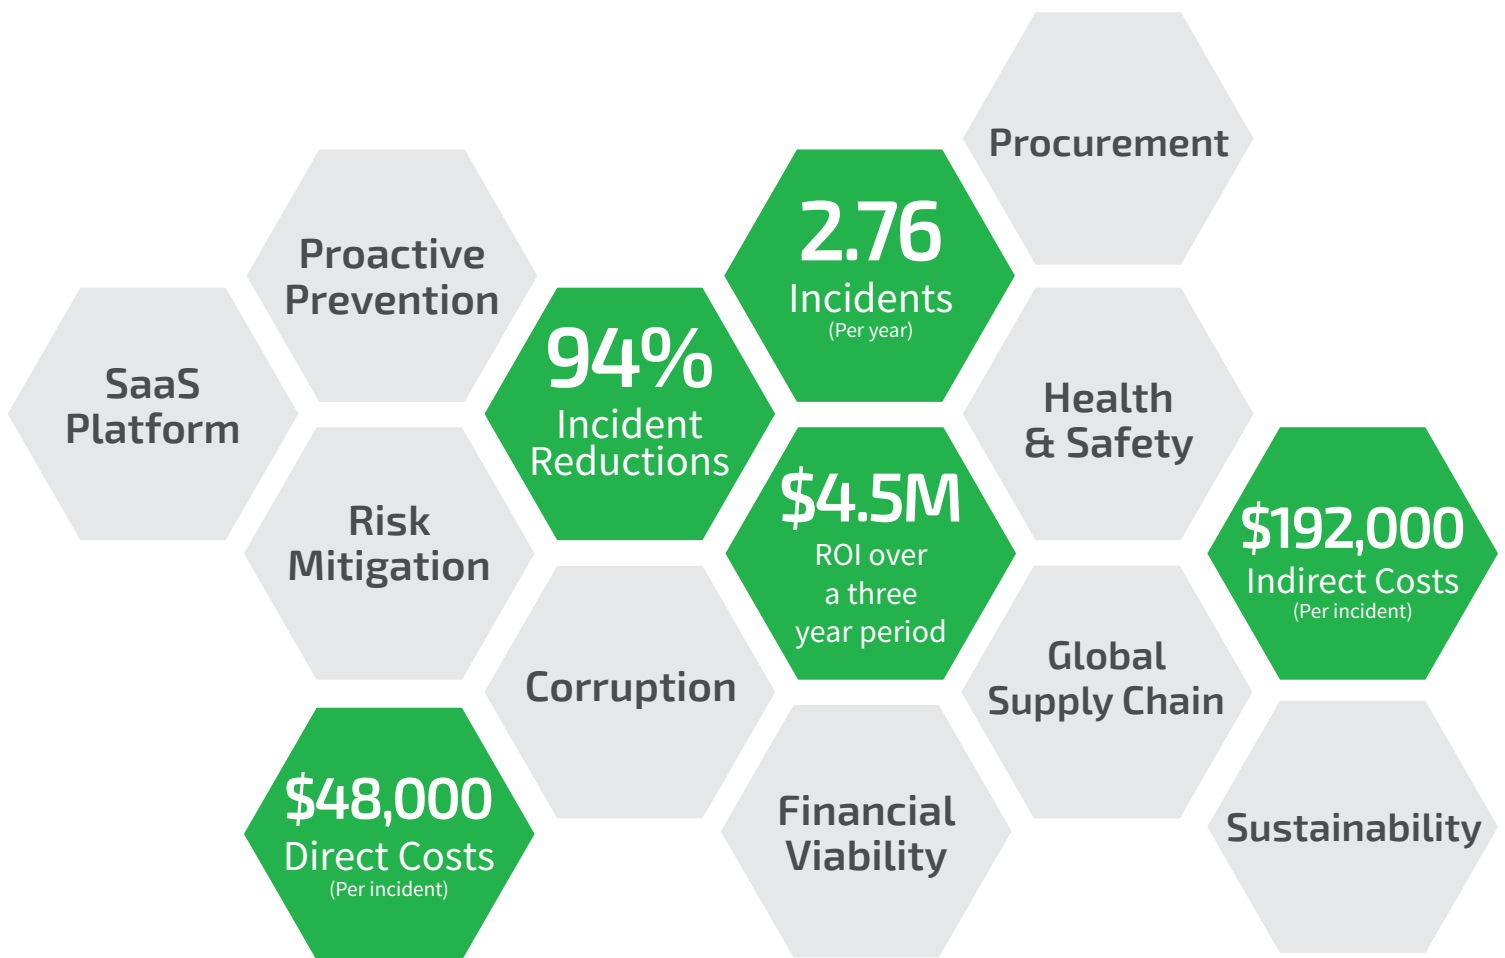 Procurement
2.76
Incidents
(Per year)
Proactive
Prevention
94%
Incident
Reductions
SaaS
Platform
Health
& Safety
$4.5M
ROI over
a three
year period
Risk
Mitigation
$192,000
Indirect Costs
(Per incident)
Corruption
Global
Supply Chain
$48,000
Direct Costs
(Per incident)
Financial
Viability
Sustainability